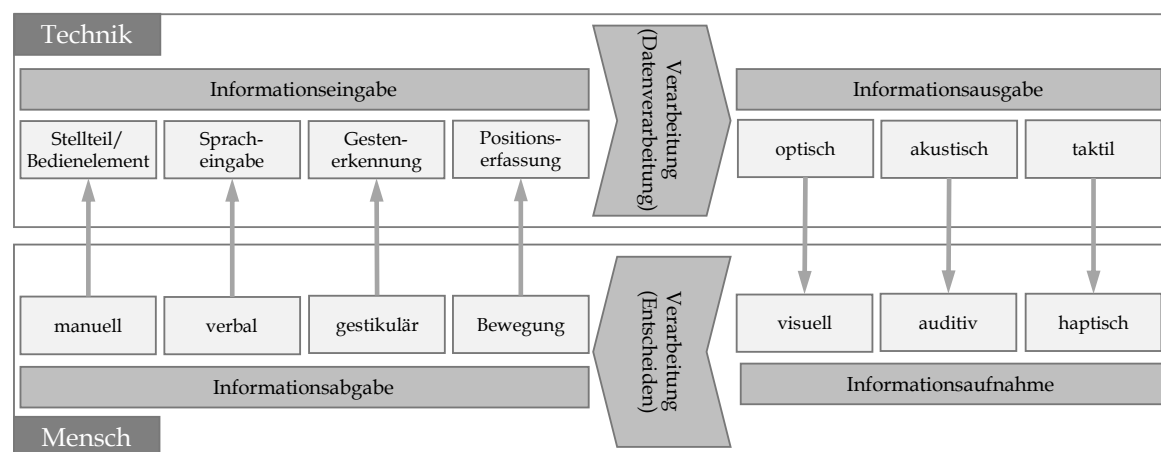 Technik
Informationseingabe
Stellteil/
Bedienelement
Sprach-
eingabe
Gesten-
erkennung
Positions-
erfassung
Verarbeitung
(Datenverarbeitung)
Informationsausgabe
optisch
akustisch
taktil
manuell
verbal
gestikulär
Bewegung
Informationsabgabe
Verarbeitung
(Entscheiden)
visuell
auditiv
haptisch
Informationsaufnahme
Mensch